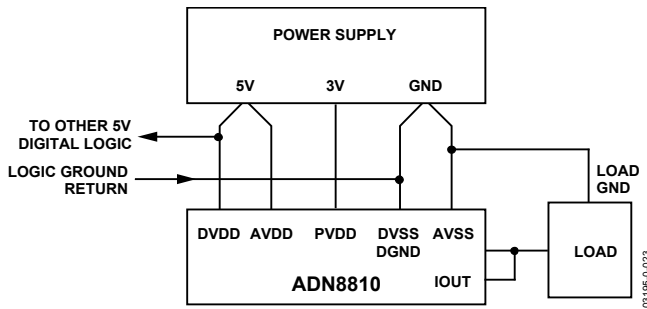 POWER SUPPLY
5V 3V GND
TO OTHER 5V
DIGITAL LOGIC
LOGIC GROUND
RETURN
LOAD
GND
DVDD AVDD PVDD DVSS AVSS
DGND
LOAD
IOUT
ADN8810
03195-0-023